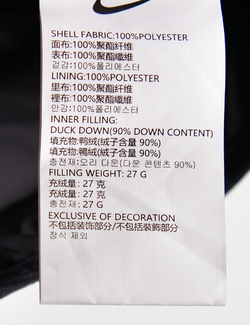 SHELL FABRIC:100%POLYESTER
面布:100%聚酯纤维
表布:100%聚酯纖維
겉감:100%폴리에스터
LINING:100%POLYESTER
里布:100%聚酯纤维
裡布:100%聚酯纖維
안감:100%폴리에스터
INNER FILLING:
DUCK DOWN(90% DOWN CONTENT)
填充物:鸭绒(绒子含量 90%)
填充物:鴨絨(絨子含量 90%)
충전재:오리 다운(다운 콘텐츠 90%)
FILLING WEIGHT: 27 G
充绒量: 27 克
充絨量: 27 克
충전량: 27 그램
EXCLUSIVE OF DECORATION
不包括装饰部分/不包括裝飾部分
장식 제외